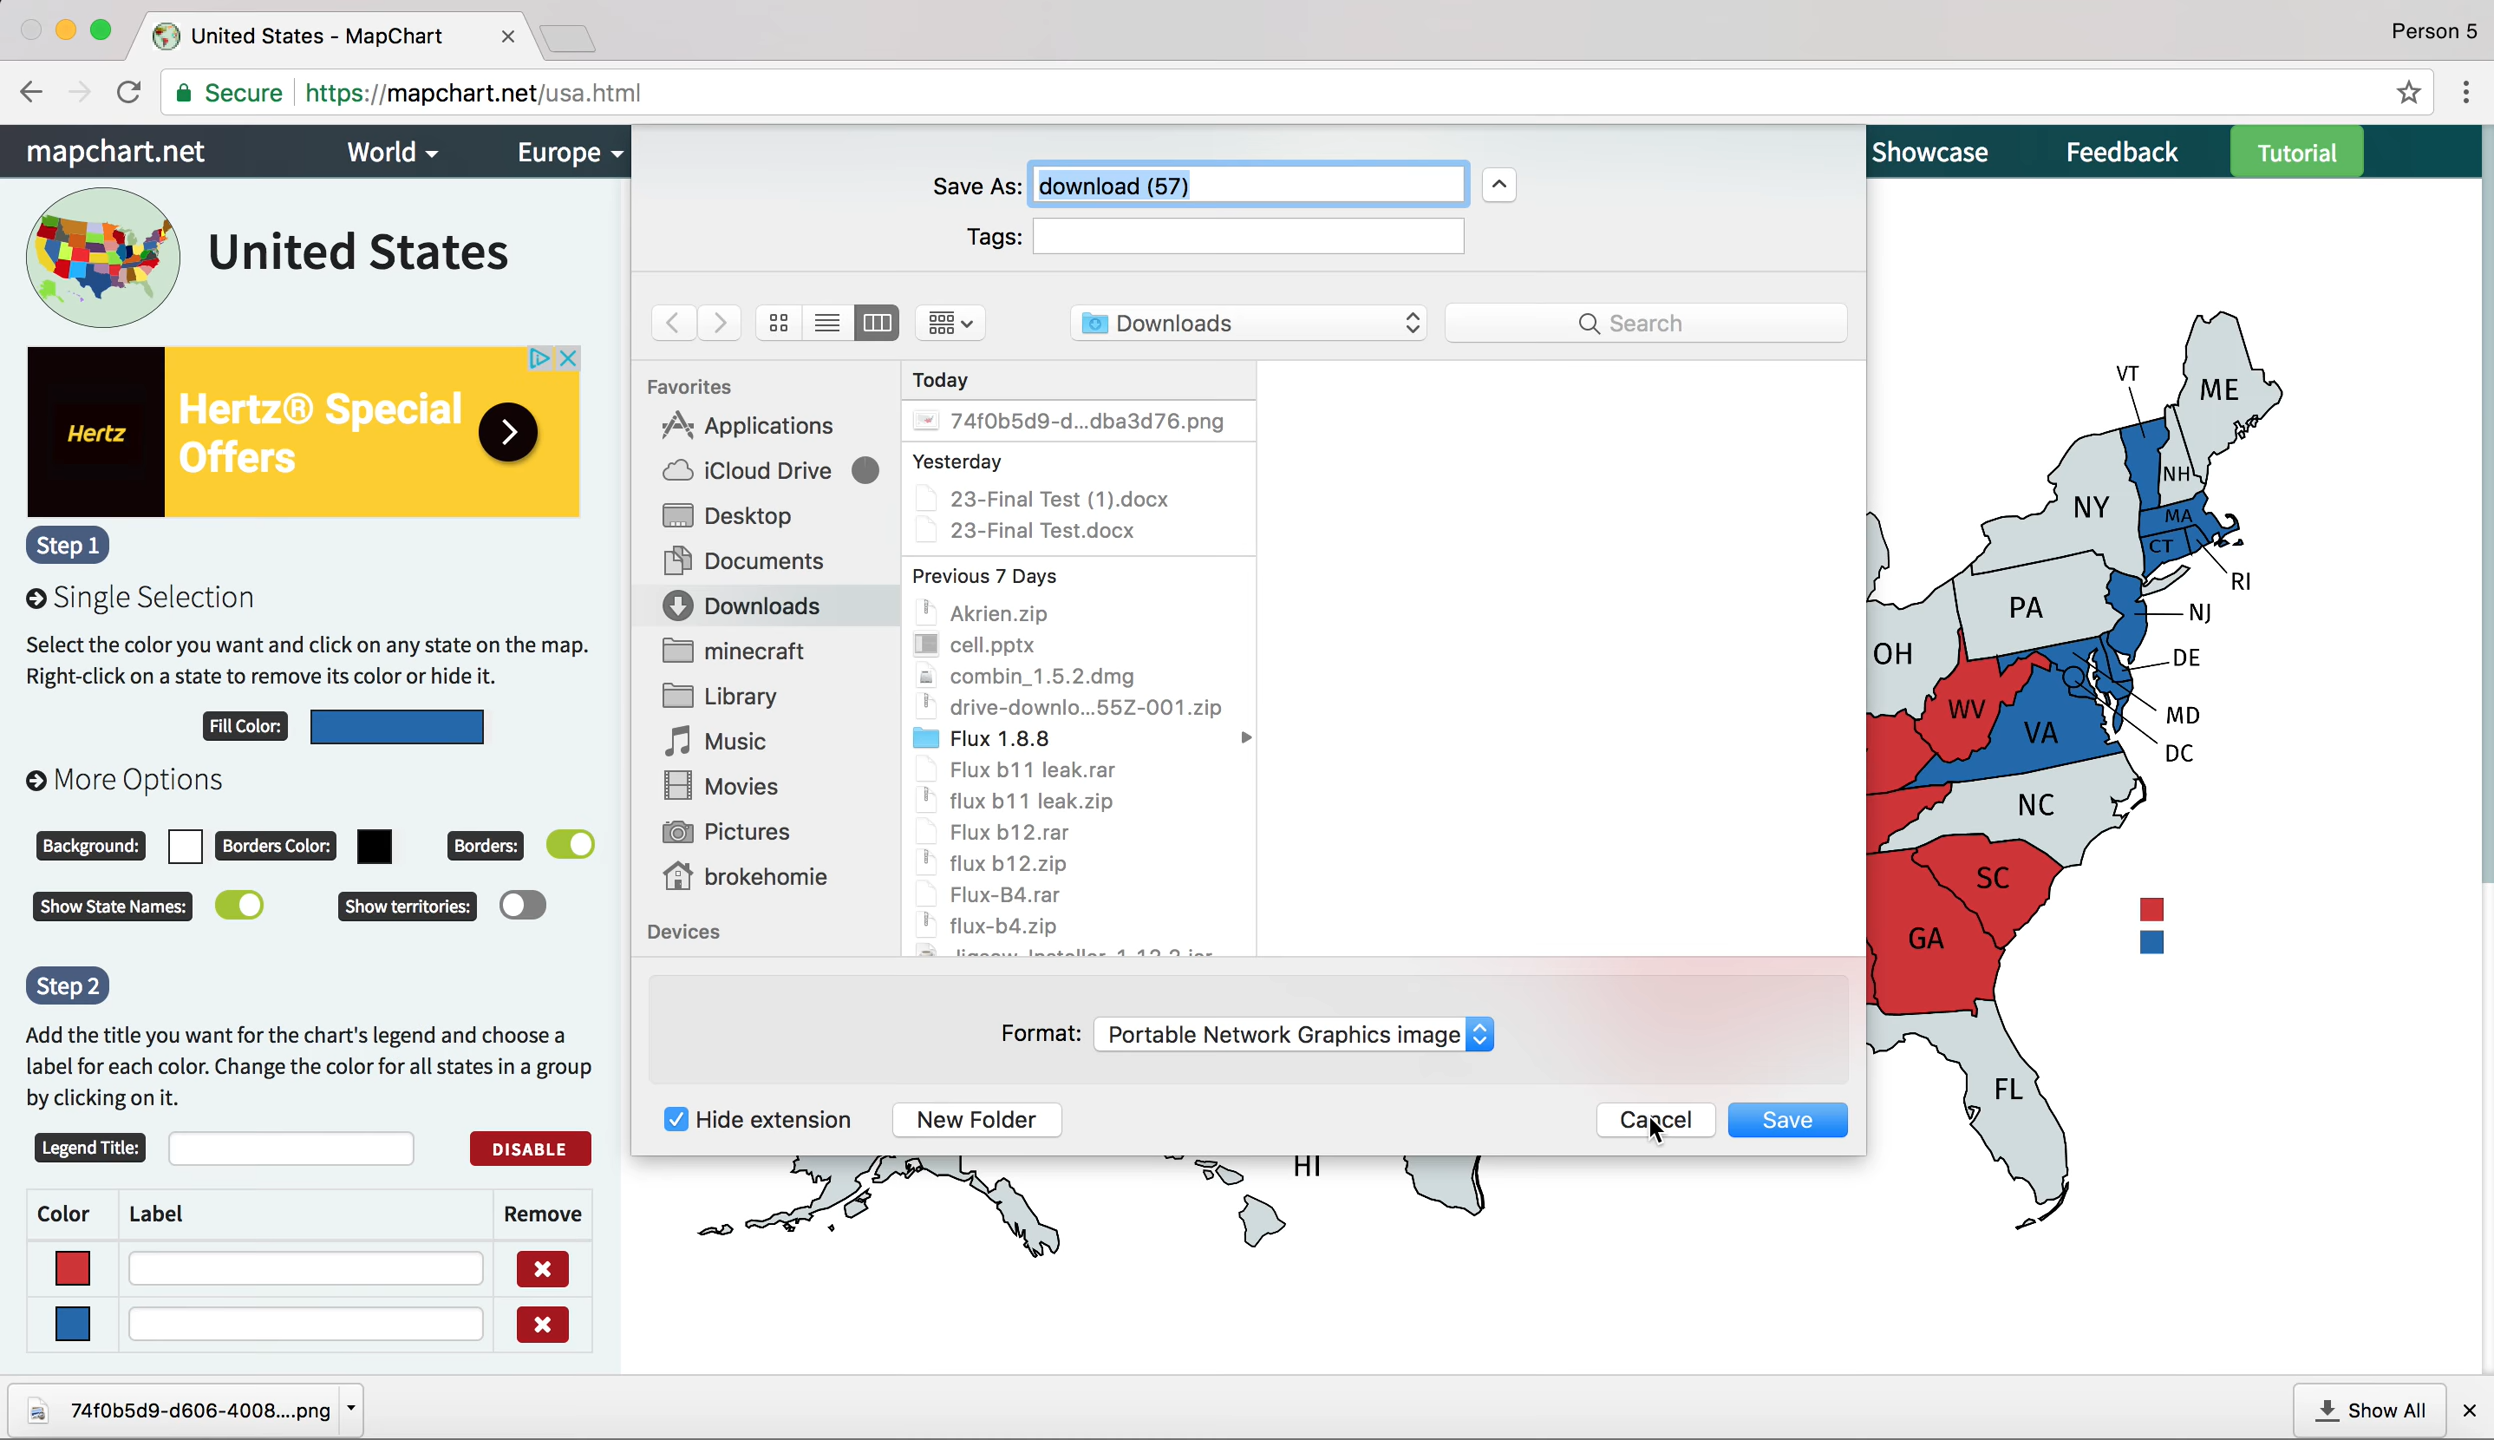 United States - MapChart
Person 5
Secure https://mapchart.net/usa.html
mapchart.net World Europe Showcase Feedback Tutorial
United States
Hertz
Hertz® Special
Offers
Step 1
Single Selection
Select the color you want and click on any state on the map.
Right-click on a state to remove its color or hide it.
Fill Color:
More Options
Background: Borders Color: Borders:
Show State Names: Show territories:
Step 2
Add the title you want for the chart's legend and choose a
label for each color. Change the color for all states in a group
by clicking on it.
Legend Title: DISABLE
Color Label Remove
Save As: download (57)
Tags:
Downloads Search
Favorites
Applications
iCloud Drive
Desktop
Documents
Downloads
minecraft
Library
Music
Movies
Pictures
brokehomie
Devices
Today
74f0b5d9-d...dba3d76.png
Yesterday
23-Final Test (1).docx
23-Final Test.docx
Previous 7 Days
Akrien.zip
cell.pptx
combin_1.5.2.dmg
drive-downlo...55Z-001.zip
Flux 1.8.8
Flux b11 leak.rar
flux b11 leak.zip
Flux b12.rar
flux b12.zip
Flux-B4.rar
flux-b4.zip
Format: Portable Network Graphics image
Hide extension New Folder Cancel Save
VT
ME
NH
NY
MA
CT
RI
PA
NJ
OH
DE
WV
MD
VA
DC
NC
SC
GA
FL
HI
74f0b5d9-d606-4008....png
Show All